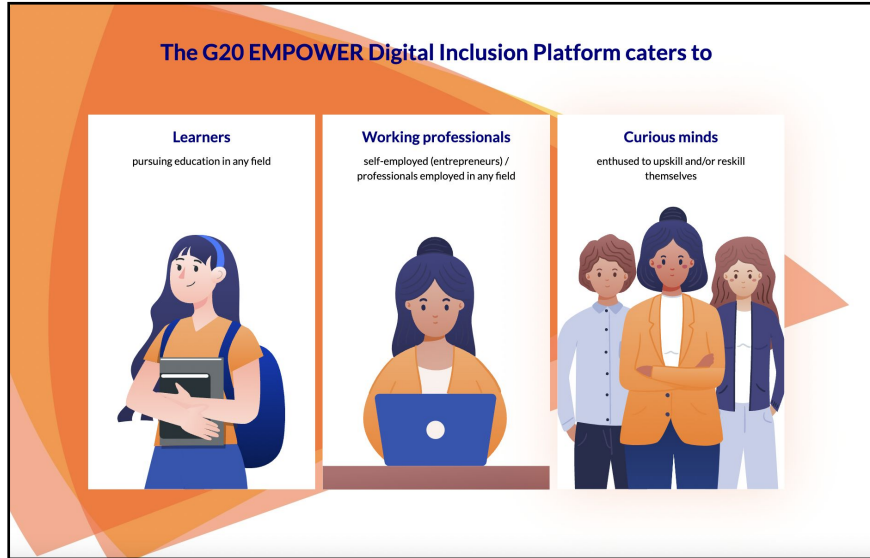 The G20 EMPOWER Digital Inclusion Platform caters to
Learners
pursuing education in any field
Working professionals
self-employed (entrepreneurs) /
professionals employed in any field
Curious minds
enthused to upskill and/or reskill
themselves